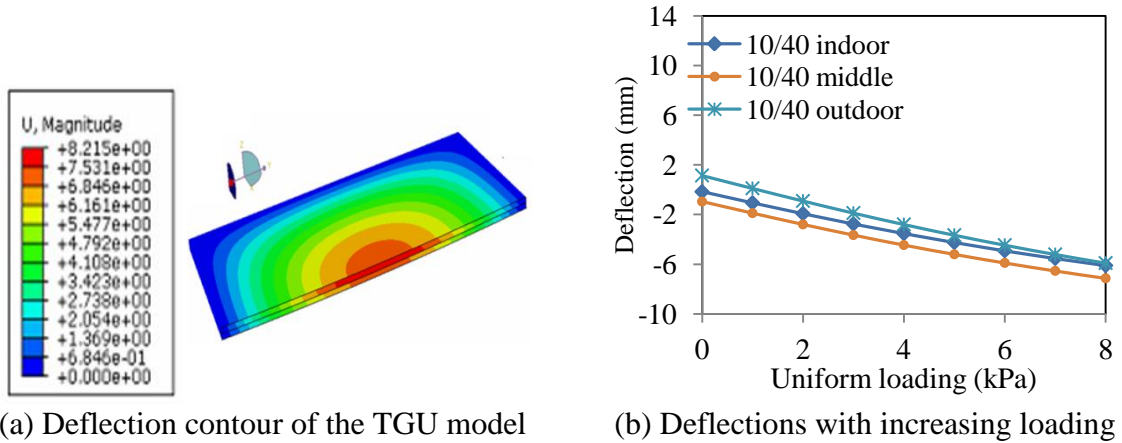 U, Magnitude
+8.215e+00
+7.531e+00
+6.846e+00
+6.161e+00
+5.477e+00
+4.792e+00
+4.108e+00
+3.423e+00
+2.738e+00
+2.054e+00
+1.369e+00
+6.846e-01
+0.000e+00
(a) Deflection contour of the TGU model
14
10
6
2
-2
-6
-10
Deflection (mm)
10/40 indoor
10/40 middle
10/40 outdoor
0 2 4 6 8
Uniform loading (kPa)
(b) Deflections with increasing loading